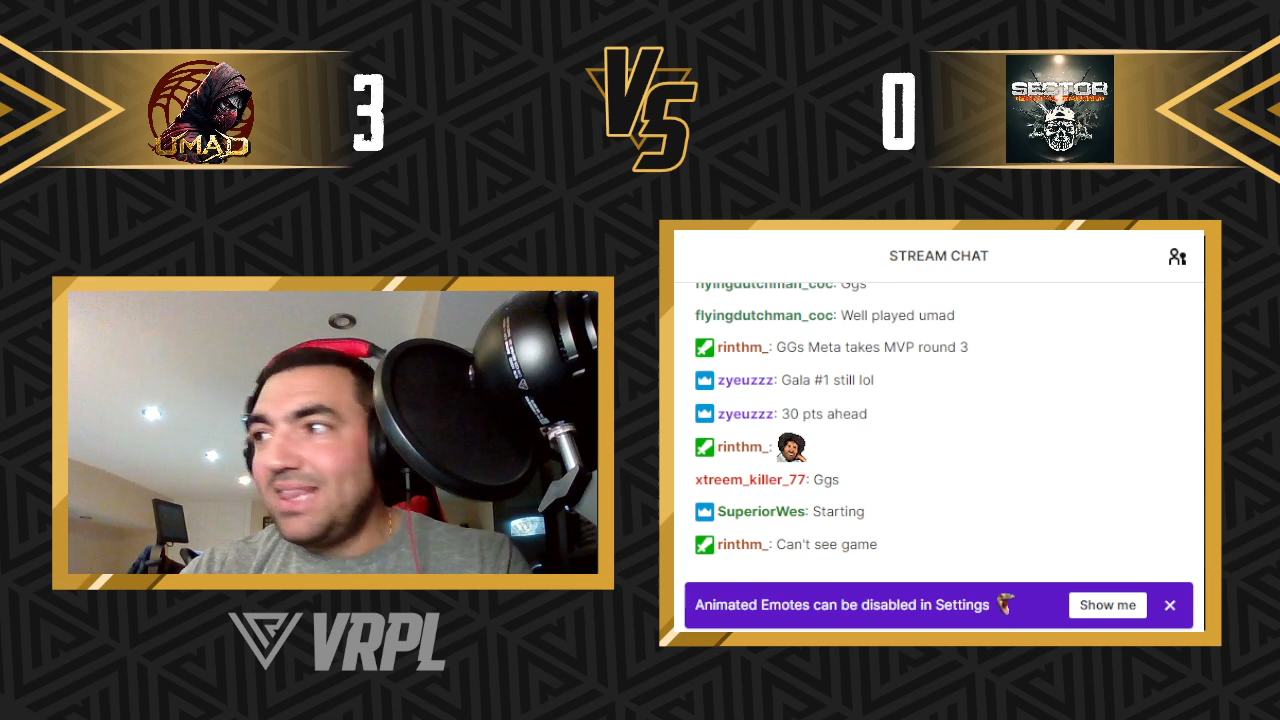 UMAD
3
VS
0
SECTOR
STREAM CHAT
flyingdutchman_coc: Ggs
flyingdutchman_coc: Well played umad
rinthm_: GGs Meta takes MVP round 3
zyeuzzz: Gala #1 still lol
zyeuzzz: 30 pts ahead
rinthm_:
xtreem_killer_77: Ggs
SuperiorWes: Starting
rinthm_: Can't see game
Animated Emotes can be disabled in Settings
Show me
VRPL